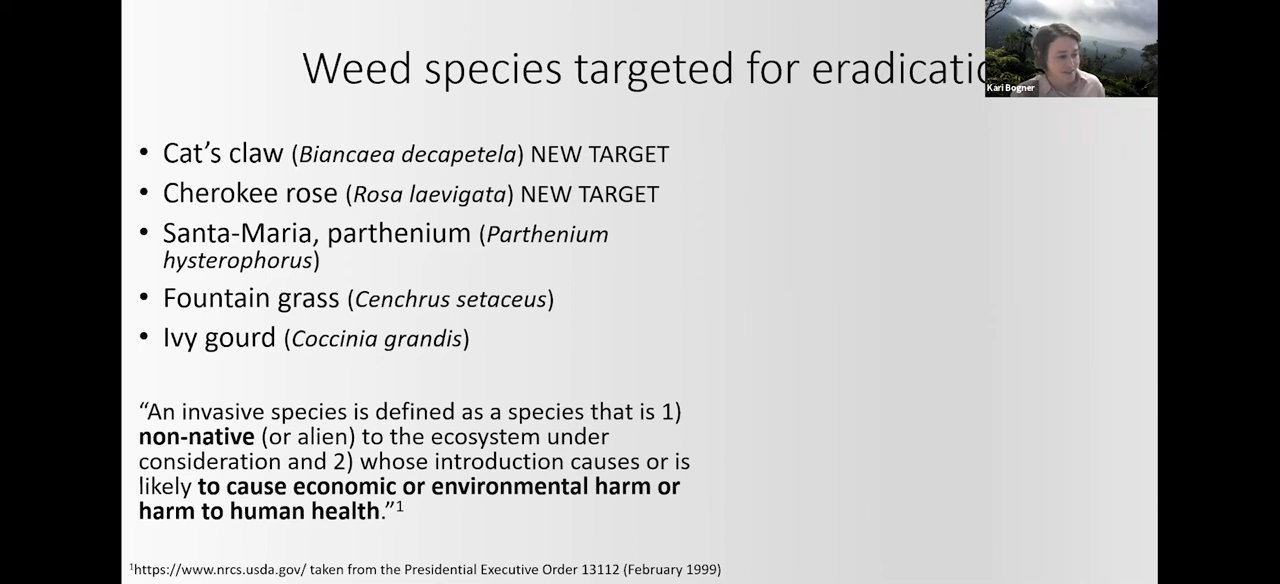 Weed species targeted for eradicatio
Kari Bogner
• Cat’s claw (Biancaea decapetela) NEW TARGET
• Cherokee rose (Rosa laevigata) NEW TARGET
• Santa-Maria, parthenium (Parthenium
hysterophorus)
• Fountain grass (Cenchrus setaceus)
• Ivy gourd (Coccinia grandis)
“An invasive species is defined as a species that is 1)
non-native (or alien) to the ecosystem under
consideration and 2) whose introduction causes or is
likely to cause economic or environmental harm or
harm to human health.”1
1https://www.nrcs.usda.gov/ taken from the Presidential Executive Order 13112 (February 1999)